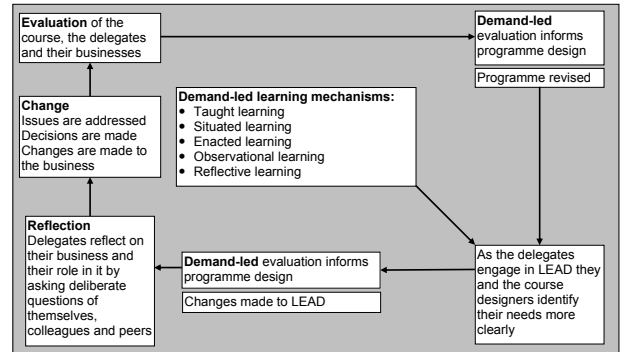 Evaluation of the
course, the delegates
and their businesses
Demand-led
evaluation informs
programme design
Programme revised
Demand-led learning mechanisms:
• Taught learning
• Situated learning
• Enacted learning
• Observational learning
• Reflective learning
Change
Issues are addressed
Decisions are made
Changes are made to
the business
Reflection
Delegates reflect on
their business and
their role in it by
asking deliberate
questions of
themselves,
colleagues and peers
Demand-led evaluation informs
programme design
Changes made to LEAD
As the delegates
engage in LEAD they
and the course
designers identify
their needs more
clearly